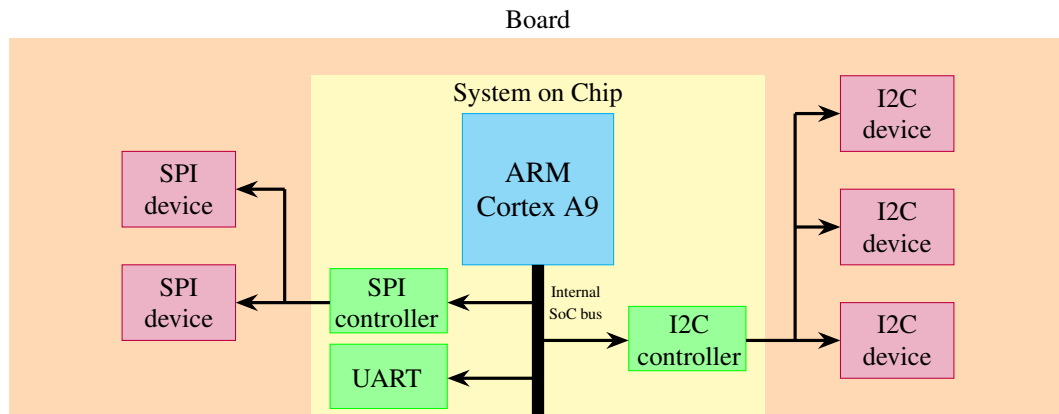 Board
System on Chip
ARM
Cortex A9
SPI
device
SPI
device
SPI
controller
UART
Internal
SoC bus
I2C
controller
I2C
device
I2C
device
I2C
device